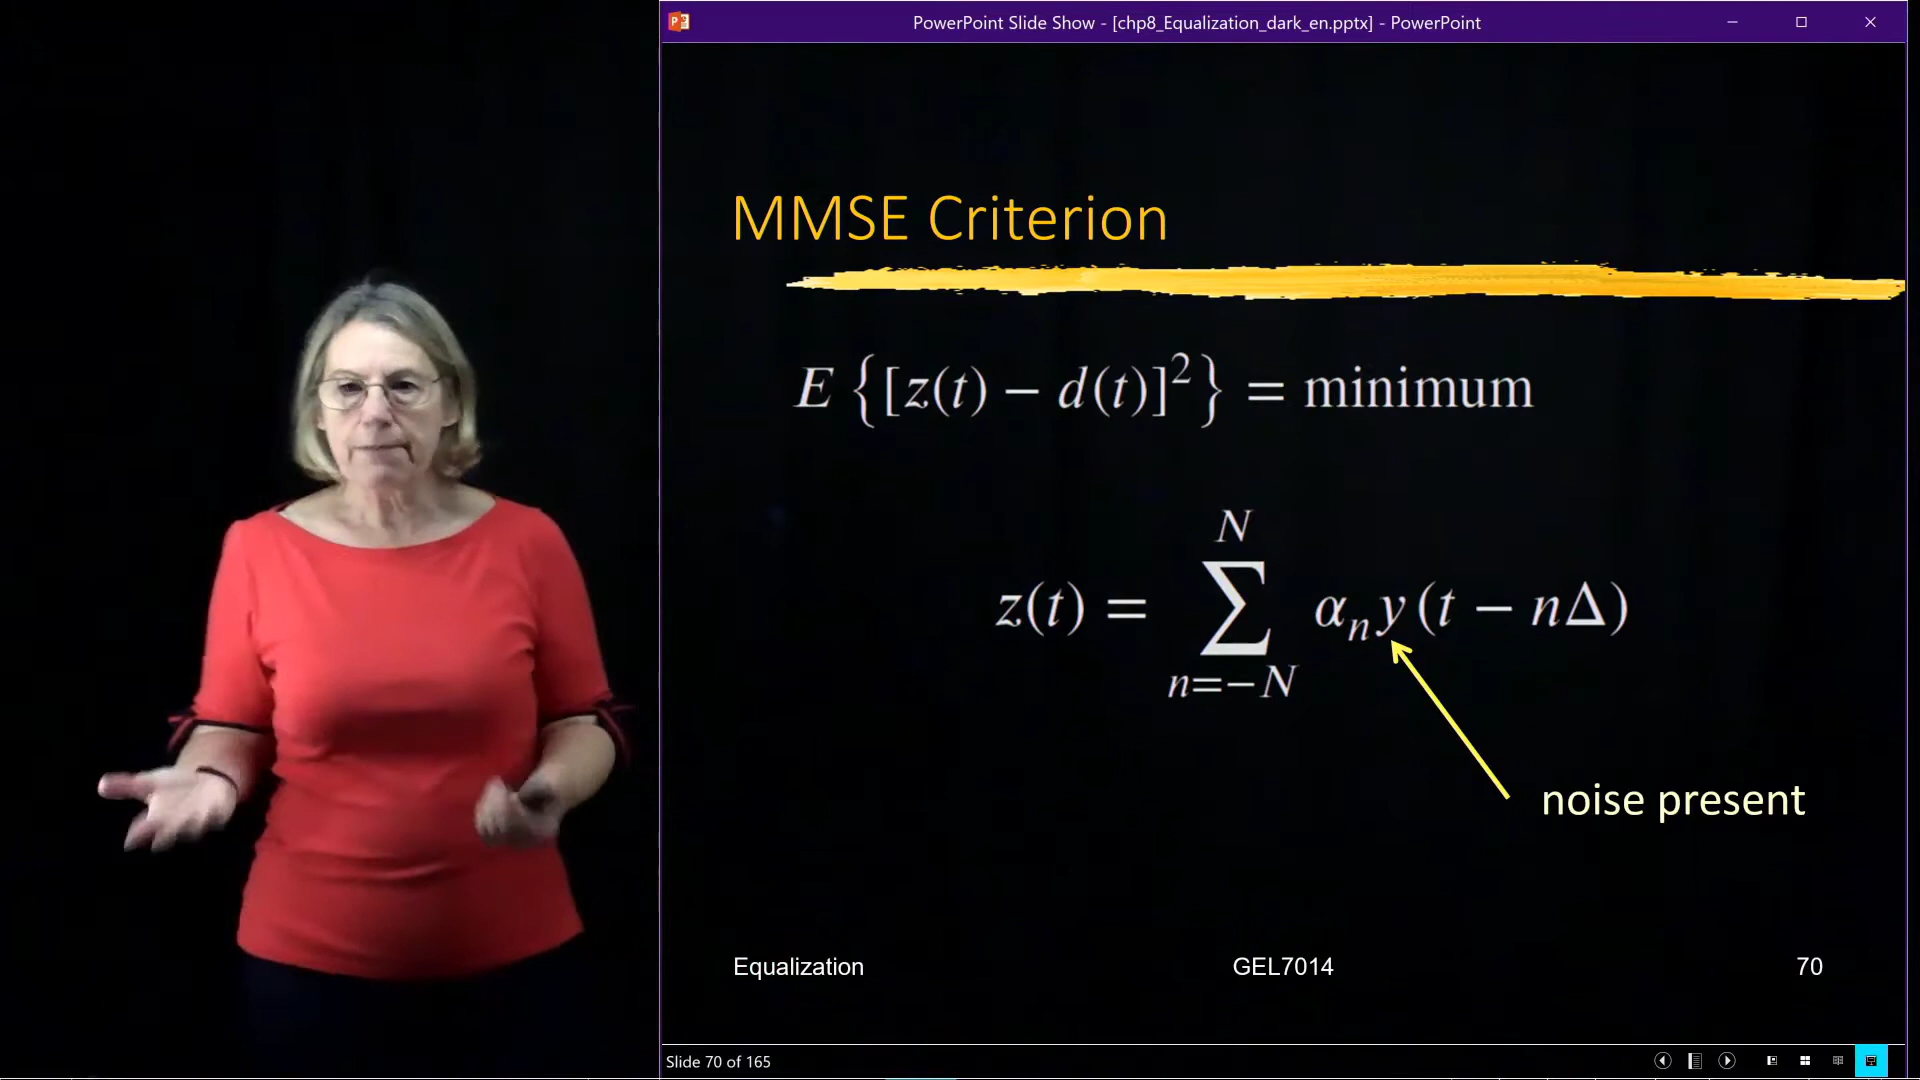 PowerPoint Slide Show - [chp8_Equalization_dark_en.pptx] - PowerPoint
MMSE Criterion
E {[z(t) − d(t)]²} = minimum
z(t) = ∑_{n=−N}^{N} αₙy(t − nΔ)
noise present
Equalization GEL7014 70
Slide 70 of 165